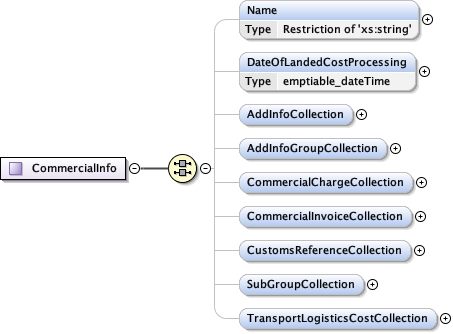 Name
Type Restriction of 'xs:string'
DateOfLandedCostProcessing
Type emptiable_dateTime
AddInfoCollection
AddInfoGroupCollection
CommercialInfo
CommercialChargeCollection
CommercialInvoiceCollection
CustomsReferenceCollection
SubGroupCollection
TransportLogisticsCostCollection